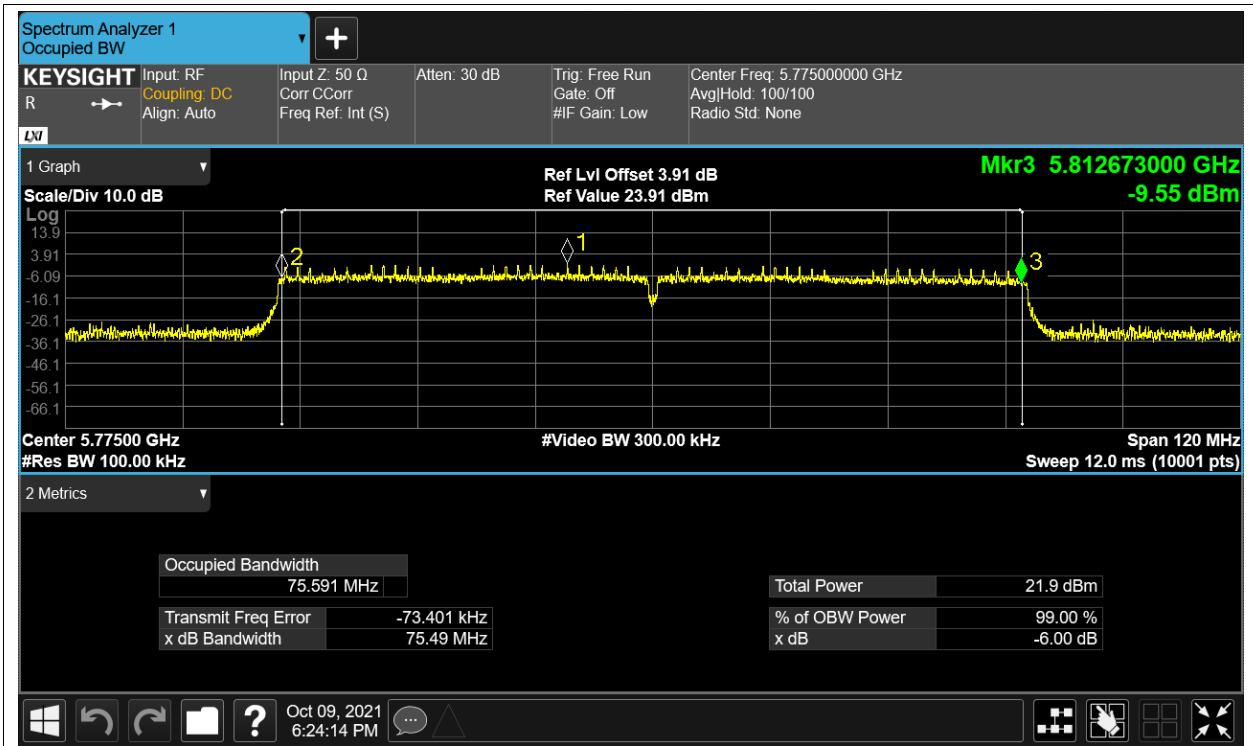 Spectrum Analyzer 1
Occupied BW
KEYSIGHT
R
LXI
Input: RF
Coupling: DC
Align: Auto
Input Z: 50 Ω
Corr CCorr
Freq Ref: Int (S)
Atten: 30 dB
Trig: Free Run
Gate: Off
#IF Gain: Low
Center Freq: 5.775000000 GHz
Avg|Hold: 100/100
Radio Std: None
1 Graph
Scale/Div 10.0 dB
Ref Lvl Offset 3.91 dB
Ref Value 23.91 dBm
Mkr3 5.812673000 GHz
-9.55 dBm
Log
13.9
3.91
-6.09
-16.1
-26.1
-36.1
-46.1
-56.1
-66.1
2
1
3
Center 5.77500 GHz
#Res BW 100.00 kHz
#Video BW 300.00 kHz
Span 120 MHz
Sweep 12.0 ms (10001 pts)
2 Metrics
Occupied Bandwidth
75.591 MHz
Transmit Freq Error -73.401 kHz
x dB Bandwidth 75.49 MHz
Total Power 21.9 dBm
% of OBW Power 99.00 %
x dB -6.00 dB
?
Oct 09, 2021
6:24:14 PM